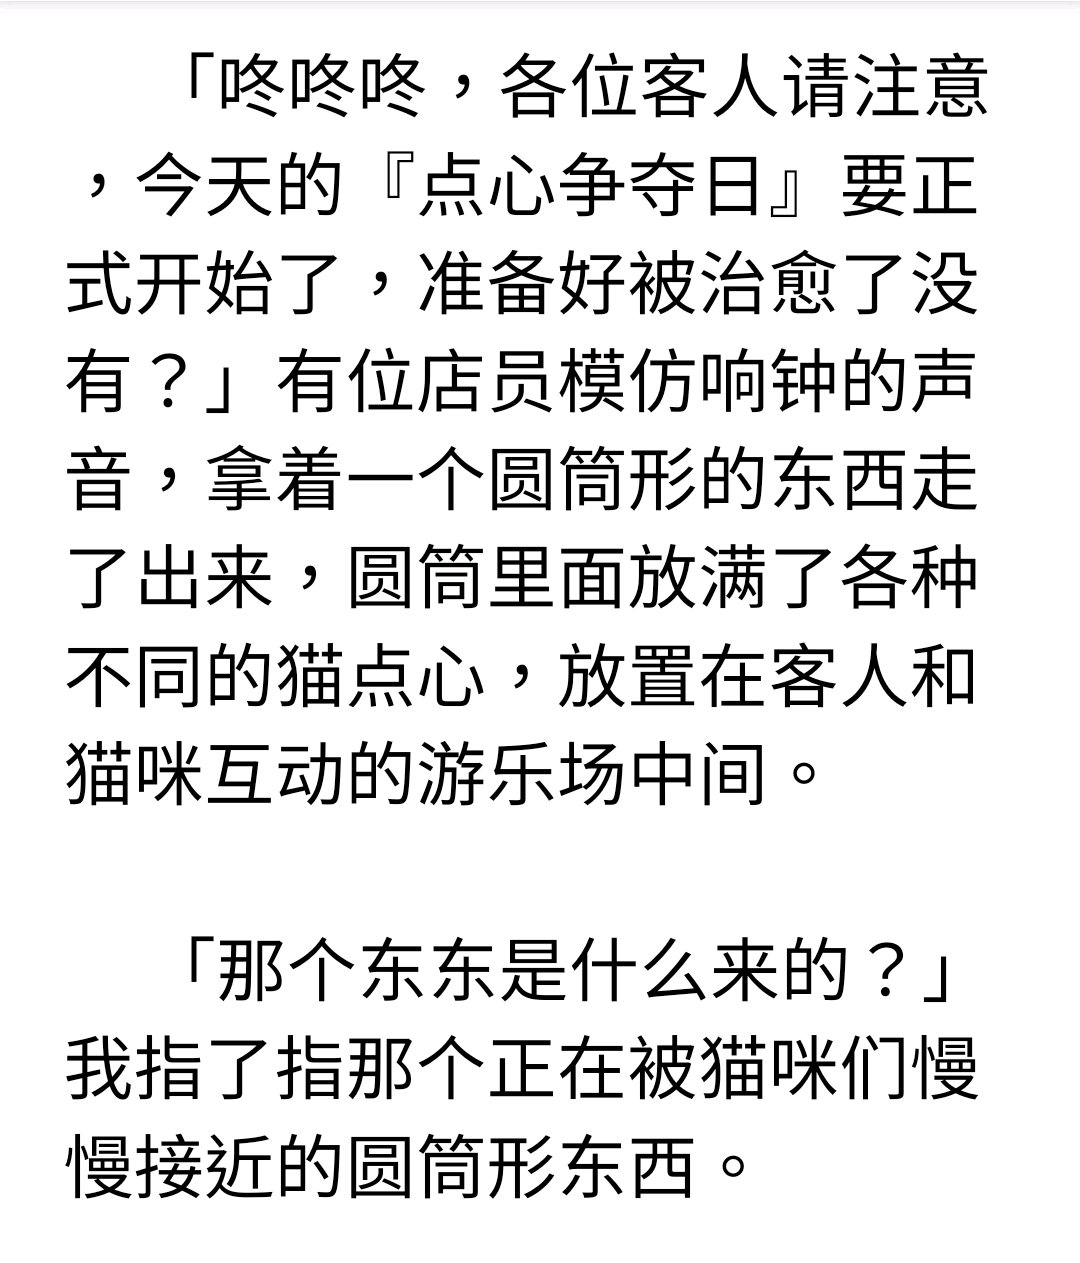 「咚咚咚，各位客人请注意
，今天的『点心争夺日』要正
式开始了，准备好被治愈了没
有？」有位店员模仿响钟的声
音，拿着一个圆筒形的东西走
了出来，圆筒里面放满了各种
不同的猫点心，放置在客人和
猫咪互动的游乐场中间。
「那个东东是什么来的？」
我指了指那个正在被猫咪们慢
慢接近的圆筒形东西。